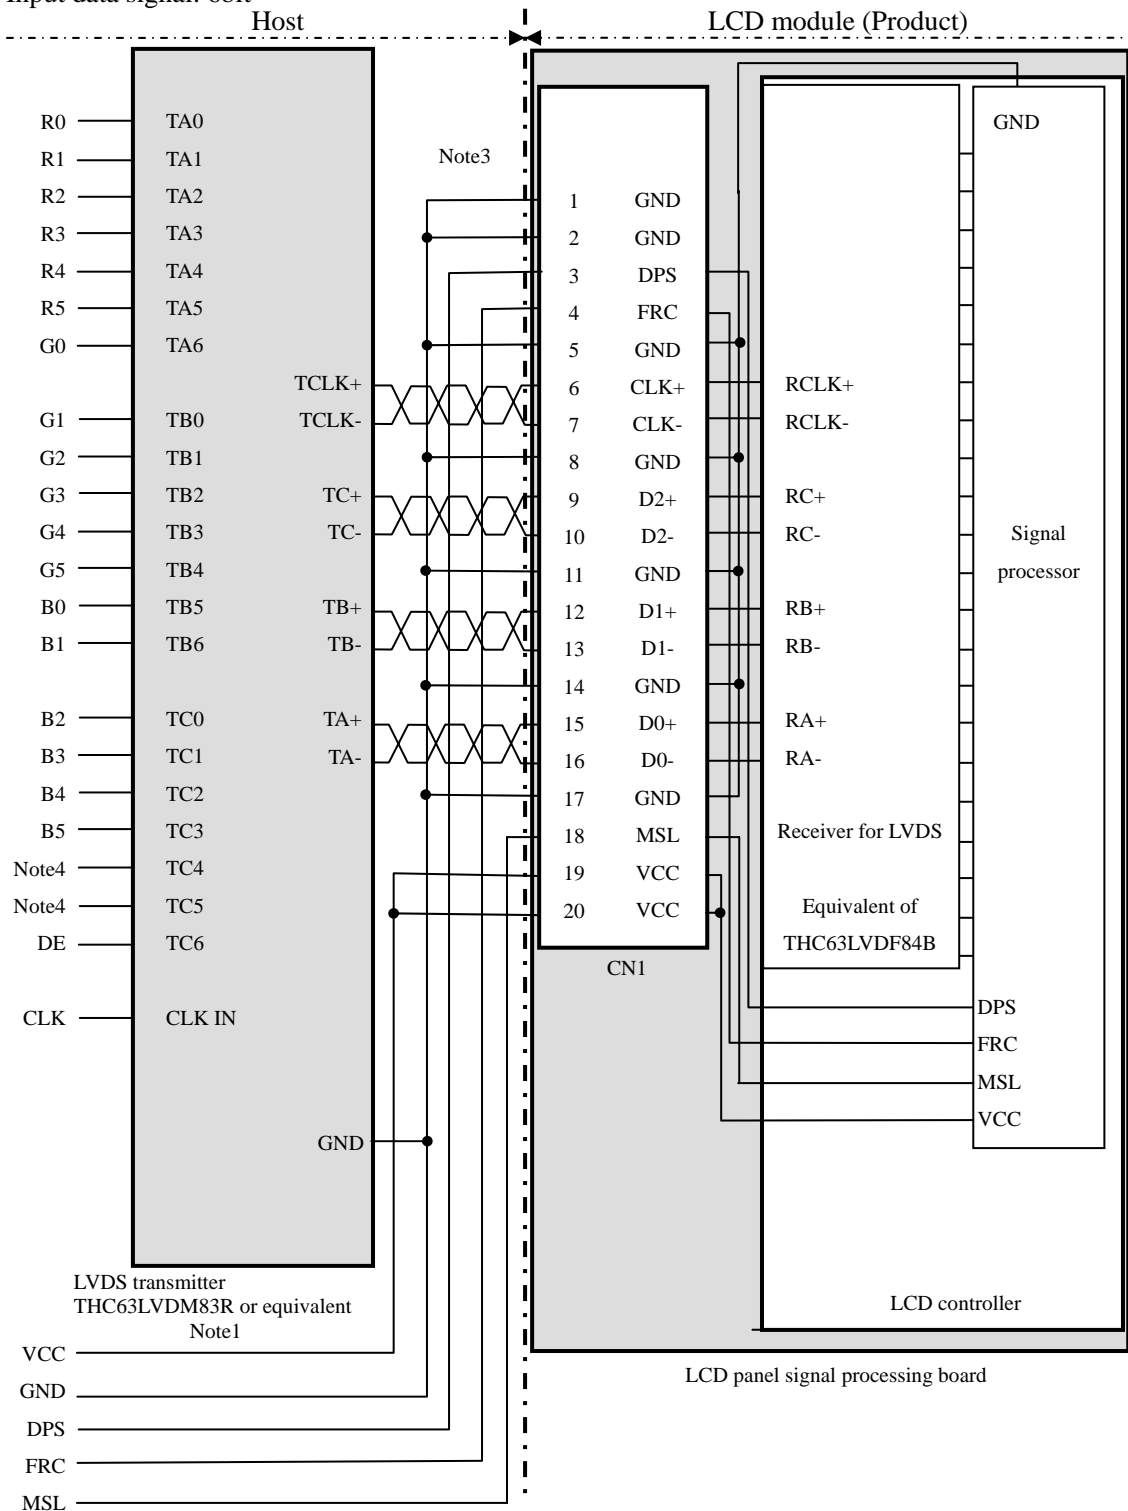 Input data signal: 6bit
Host
LCD module (Product)
R0 TA0
R1 TA1
R2 TA2
R3 TA3
R4 TA4
R5 TA5
G0 TA6
TCLK+
G1 TB0 TCLK-
G2 TB1
G3 TB2 TC+
G4 TB3 TC-
G5 TB4
B0 TB5 TB+
B1 TB6 TB-
B2 TC0 TA+
B3 TC1 TA-
B4 TC2
B5 TC3
Note4 TC4
Note4 TC5
DE TC6
CLK CLK IN
GND
LVDS transmitter
THC63LVDM83R or equivalent
Note1
VCC
GND
DPS
FRC
MSL
Note3
1 GND
2 GND
3 DPS
4 FRC
5 GND
6 CLK+
7 CLK-
8 GND
9 D2+
10 D2-
11 GND
12 D1+
13 D1-
14 GND
15 D0+
16 D0-
17 GND
18 MSL
19 VCC
20 VCC
CN1
RCLK+
RCLK-
RC+
RC-
RB+
RB-
RA+
RA-
Receiver for LVDS
Equivalent of
THC63LVDF84B
GND
Signal
processor
DPS
FRC
MSL
VCC
LCD controller
LCD panel signal processing board